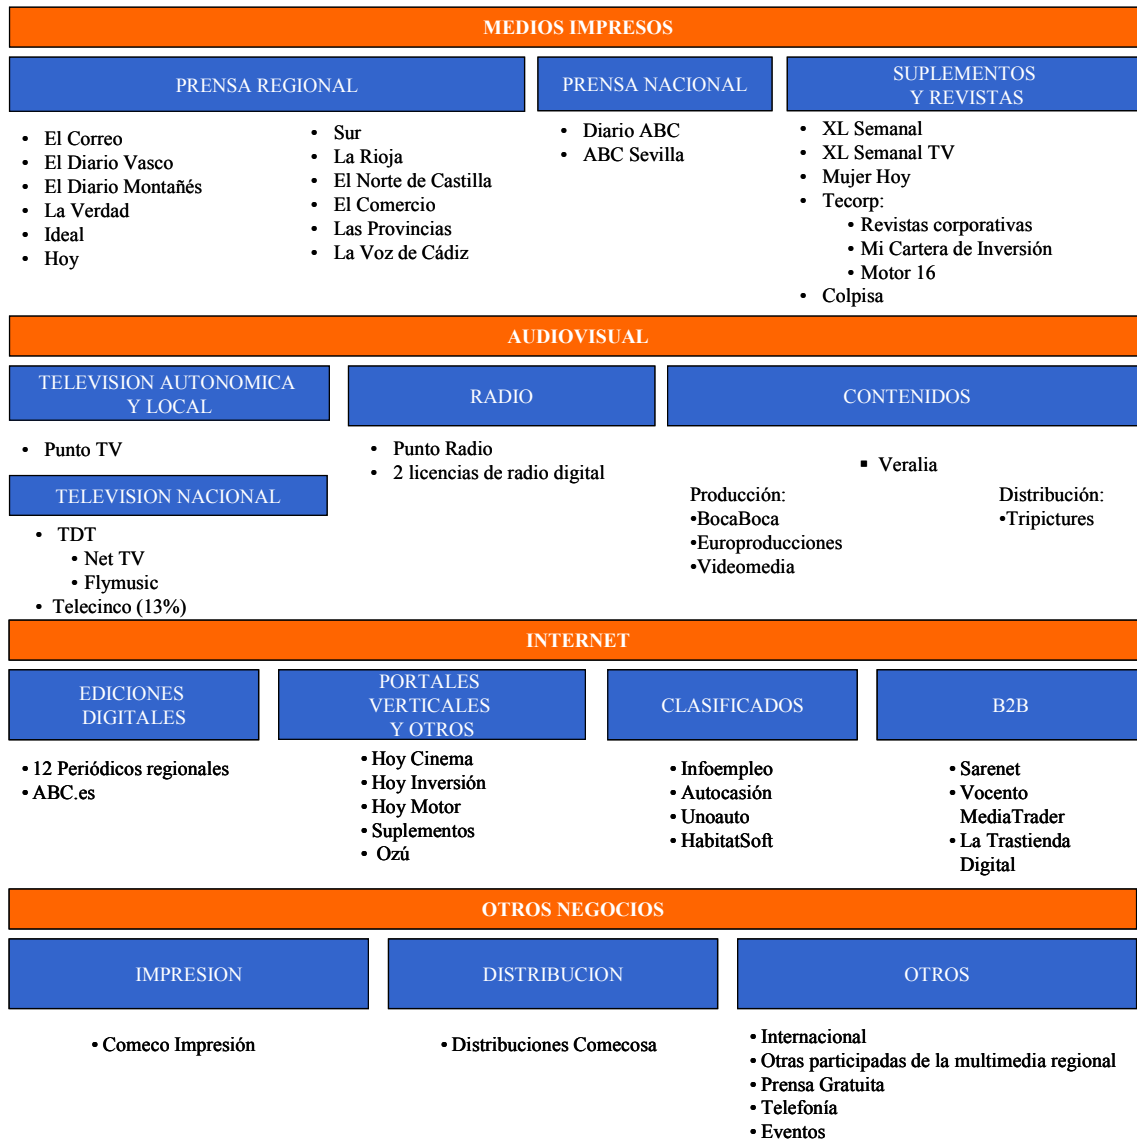 MEDIOS IMPRESOS
PRENSA REGIONAL
• El Correo
• El Diario Vasco
• El Diario Montañés
• La Verdad
• Ideal
• Hoy
• Sur
• La Rioja
• El Norte de Castilla
• El Comercio
• Las Provincias
• La Voz de Cádiz
PRENSA NACIONAL
• Diario ABC
• ABC Sevilla
SUPLEMENTOS
Y REVISTAS
• XL Semanal
• XL Semanal TV
• Mujer Hoy
• Tecorp:
• Revistas corporativas
• Mi Cartera de Inversión
• Motor 16
• Colpisa
AUDIOVISUAL
TELEVISION AUTONOMICA
Y LOCAL
• Punto TV
TELEVISION NACIONAL
• TDT
• Net TV
• Flymusic
• Telecinco (13%)
RADIO
• Punto Radio
• 2 licencias de radio digital
CONTENIDOS
▪ Veralia
Producción:
•BocaBoca
•Europroducciones
•Videomedia
Distribución:
•Tripictures
INTERNET
EDICIONES
DIGITALES
• 12 Periódicos regionales
• ABC.es
PORTALES
VERTICALES
Y OTROS
• Hoy Cinema
• Hoy Inversión
• Hoy Motor
• Suplementos
• Ozú
CLASIFICADOS
• Infoempleo
• Autocasión
• Unoauto
• HabitatSoft
B2B
• Sarenet
• Vocento
MediaTrader
• La Trastienda
Digital
OTROS NEGOCIOS
IMPRESION
• Comeco Impresión
DISTRIBUCION
• Distribuciones Comecosa
OTROS
• Internacional
• Otras participadas de la multimedia regional
• Prensa Gratuita
• Telefonía
• Eventos